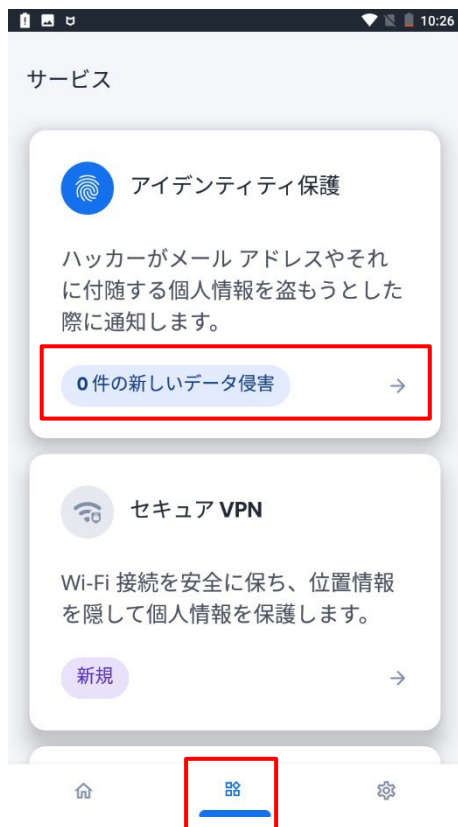 10:26
サービス
アイデンティティ保護
ハッカーがメール アドレスやそれ
に付随する個人情報を盗もうとした
際に通知します。
0 件の新しいデータ侵害
セキュア VPN
Wi-Fi 接続を安全に保ち、位置情報
を隠して個人情報を保護します。
新規